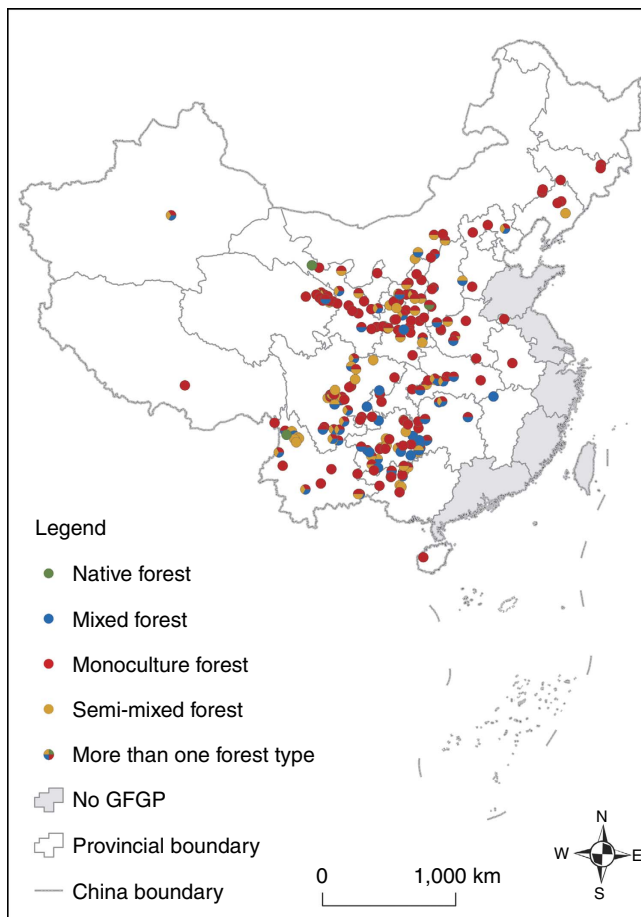 Legend
Native forest
Mixed forest
Monoculture forest
Semi-mixed forest
More than one forest type
No GFGP
Provincial boundary
China boundary
0 1,000 km
N
W E
S